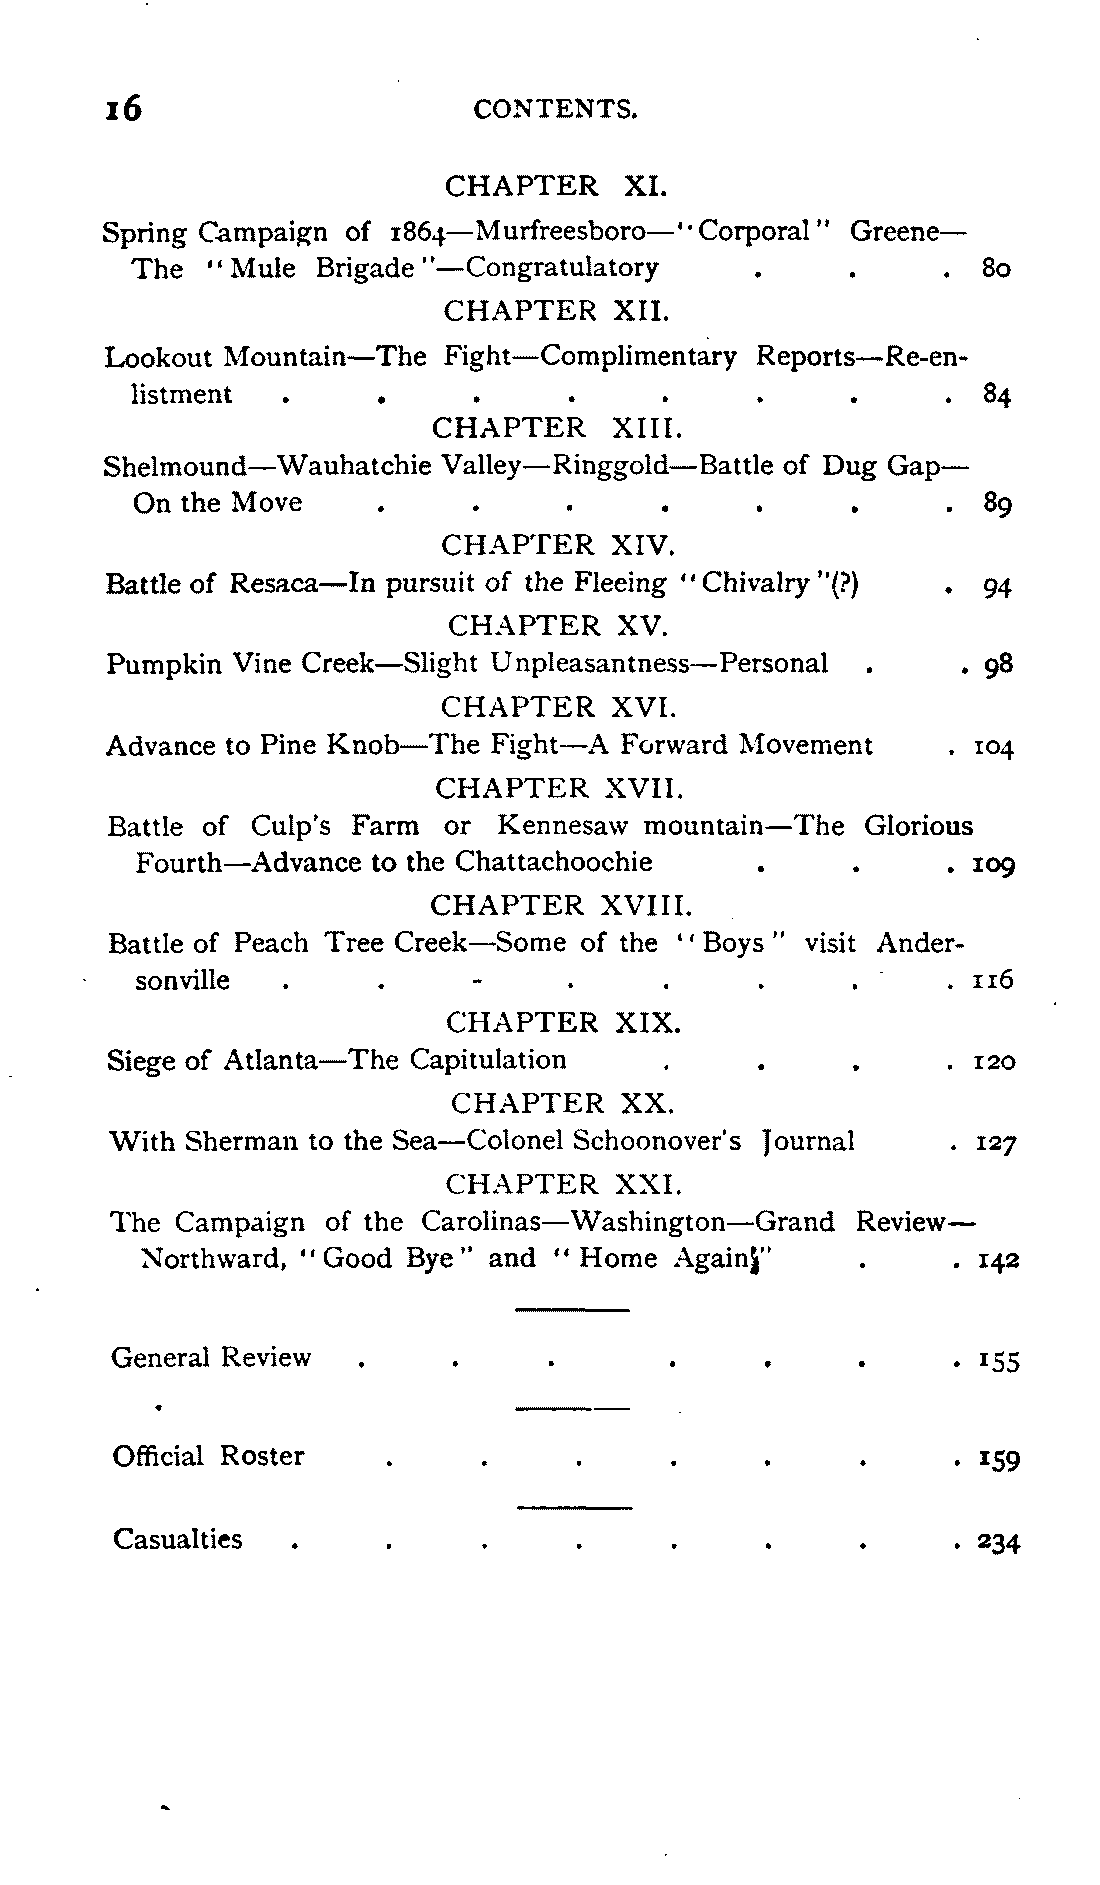 16 CONTENTS.
CHAPTER XI.
Spring Campaign of 1864—Murfreesboro—"Corporal" Greene—
The "Mule Brigade"—Congratulatory . . . 80
CHAPTER XII.
Lookout Mountain—The Fight—Complimentary Reports—Re-en-
listment . . . . . . . . 84
CHAPTER XIII.
Shelmound—Wauhatchie Valley—Ringgold—Battle of Dug Gap—
On the Move . . . . . . . 89
CHAPTER XIV.
Battle of Resaca—In pursuit of the Fleeing "Chivalry"(?) . 94
CHAPTER XV.
Pumpkin Vine Creek—Slight Unpleasantness—Personal . . 98
CHAPTER XVI.
Advance to Pine Knob—The Fight—A Forward Movement . 104
CHAPTER XVII.
Battle of Culp's Farm or Kennesaw mountain—The Glorious
Fourth—Advance to the Chattachoochie . . . 109
CHAPTER XVIII.
Battle of Peach Tree Creek—Some of the "Boys" visit Ander-
sonville . . . . . . . . 116
CHAPTER XIX.
Siege of Atlanta—The Capitulation . . . . 120
CHAPTER XX.
With Sherman to the Sea—Colonel Schoonover's Journal . 127
CHAPTER XXI.
The Campaign of the Carolinas—Washington—Grand Review—
Northward, "Good Bye" and "Home Again" . . 142
General Review . . . . . . . 155
Official Roster . . . . . . . 159
Casualties . . . . . . . . 234